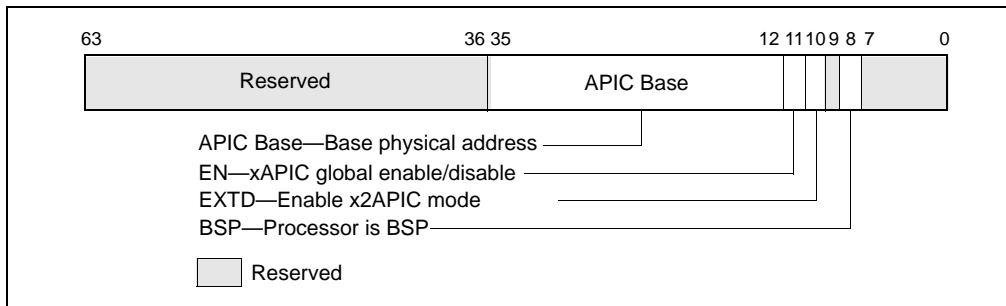 63 36 35 12 11 10 9 8 7 0
Reserved APIC Base
APIC Base—Base physical address
EN—xAPIC global enable/disable
EXTD—Enable x2APIC mode
BSP—Processor is BSP
Reserved